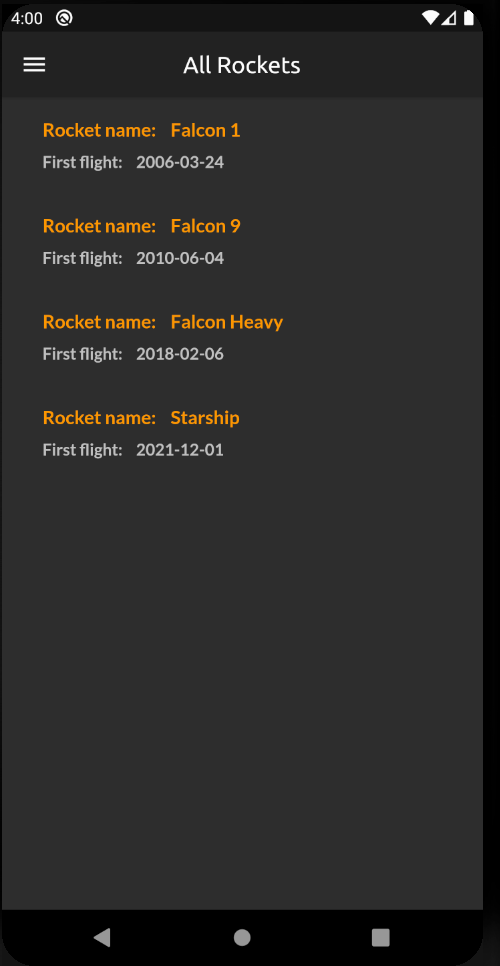 4:00
All Rockets
Rocket name: Falcon 1
First flight: 2006-03-24
Rocket name: Falcon 9
First flight: 2010-06-04
Rocket name: Falcon Heavy
First flight: 2018-02-06
Rocket name: Starship
First flight: 2021-12-01